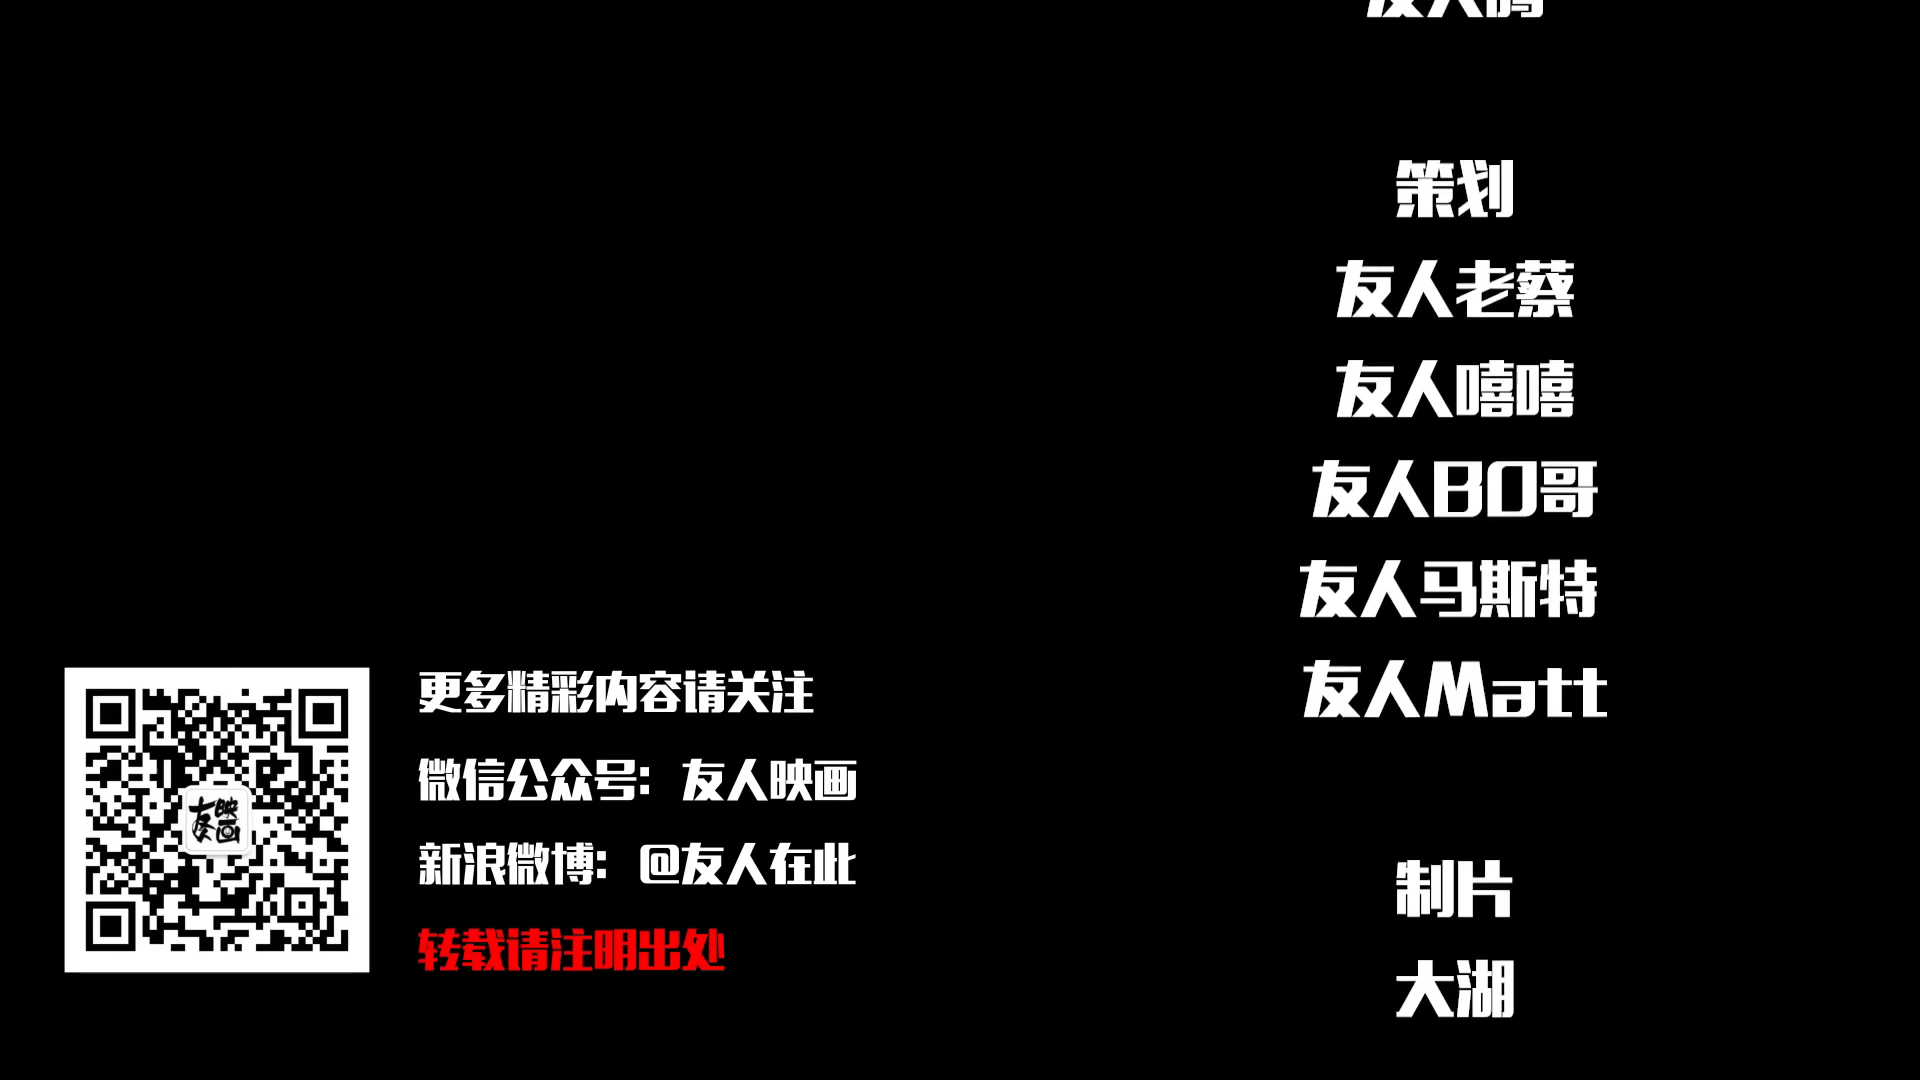 策划
友人老蔡
友人嘻嘻
友人BO哥
友人马斯特
友人Matt
制片
大湖
更多精彩内容请关注
微信公众号：友人映画
新浪微博：@友人在此
转载请注明出处
友映画